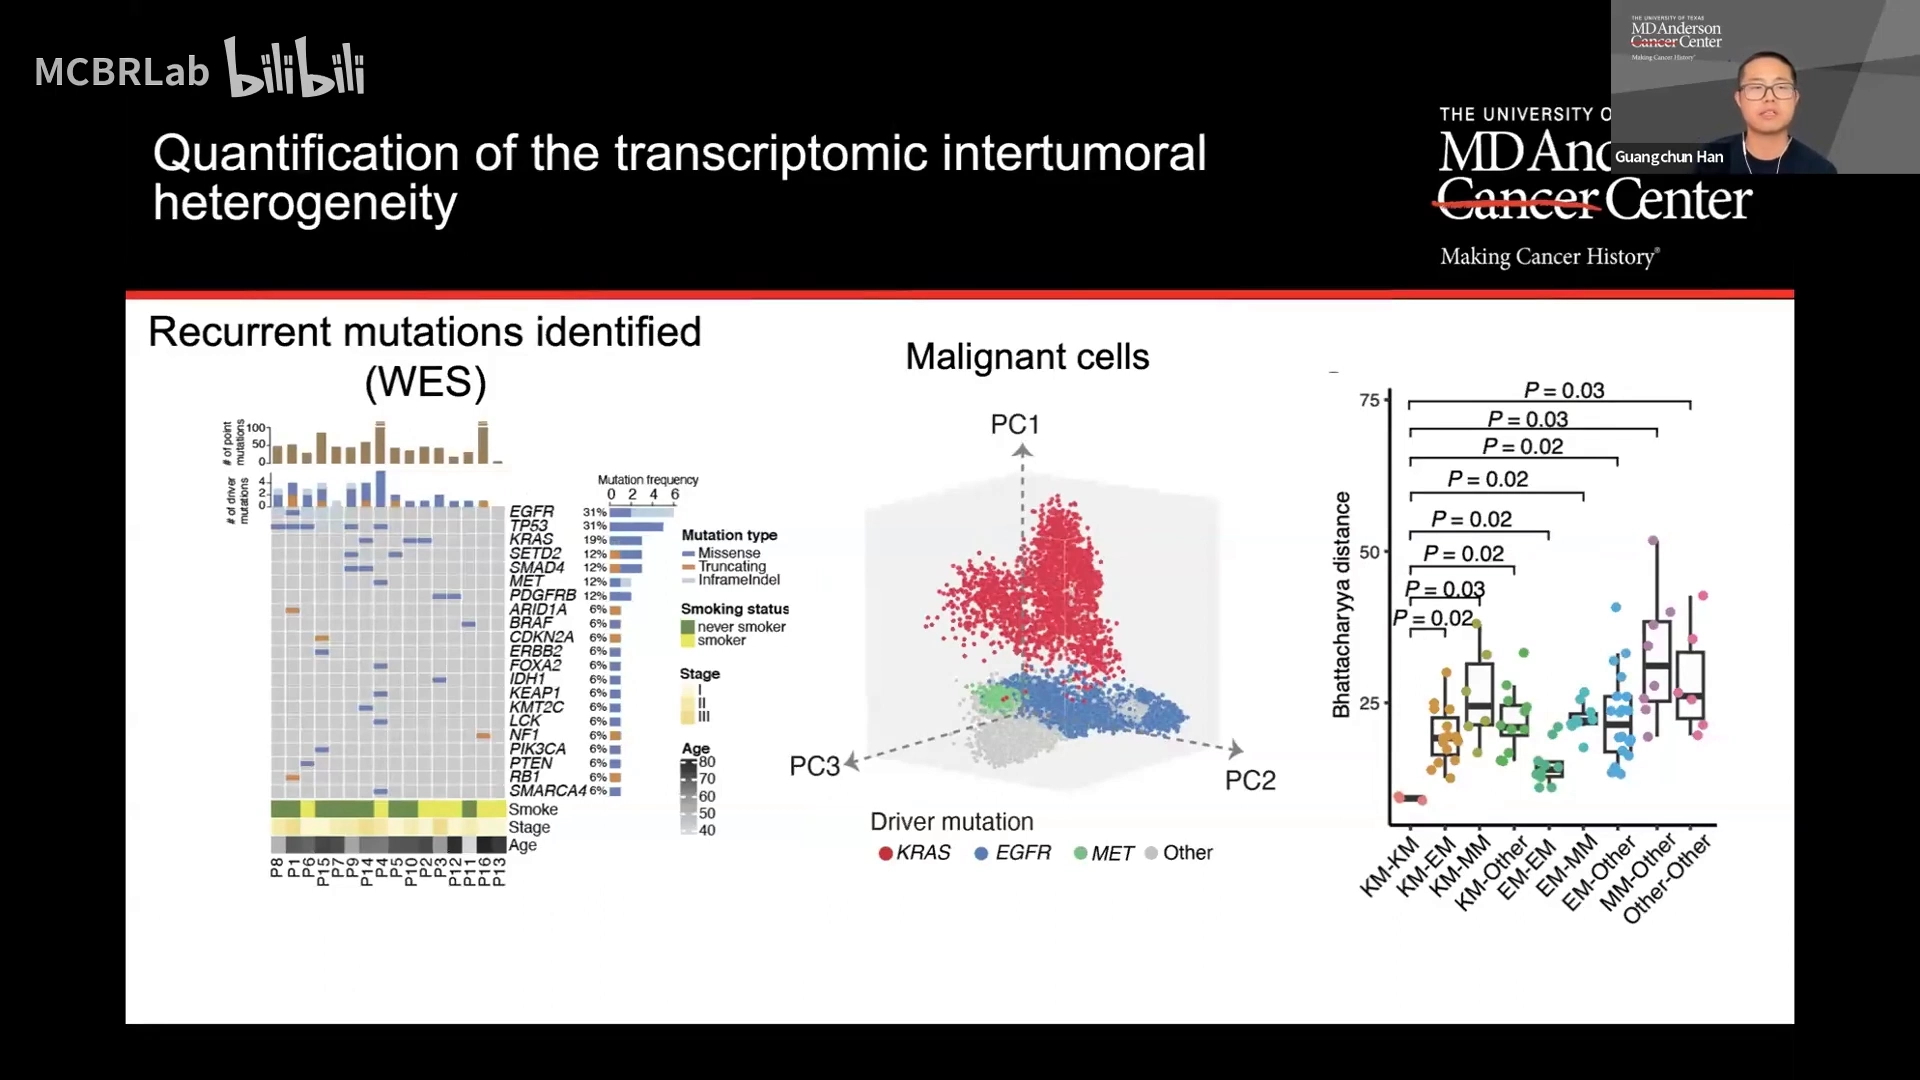 MCBRLab bilibili
THE UNIVERSITY OF TEXAS
MD Anderson
Cancer Center
Making Cancer History®
Guangchun Han
Quantification of the transcriptomic intertumoral
heterogeneity
THE UNIVERSITY O
MD And
Cancer Center
Making Cancer History®
Recurrent mutations identified
(WES)
# of point
mutations
100
50
0
# of driver
mutations
4
2
0
Mutation frequency
0 2 4 6
EGFR 31%
TP53 31%
KRAS 19%
SETD2 12%
SMAD4 12%
MET 12%
PDGFRB 12%
ARID1A 6%
BRAF 6%
CDKN2A 6%
ERBB2 6%
FOXA2 6%
IDH1 6%
KEAP1 6%
KMT2C 6%
LCK 6%
NF1 6%
PIK3CA 6%
PTEN 6%
RB1 6%
SMARCA4 6%
Smoke
Stage
Age
P8 P1 P6 P15 P7 P9 P14 P4 P5 P10 P2 P3 P12 P11 P16 P13
Mutation type
Missense
Truncating
InframeIndel
Smoking status
never smoker
smoker
Stage
I
II
III
Age
80
70
60
50
40
Malignant cells
PC1
PC3
PC2
Driver mutation
KRAS EGFR MET Other
Bhattacharyya distance
75
50
25
P = 0.03
P = 0.03
P = 0.02
P = 0.02
P = 0.02
P = 0.02
P = 0.03
P = 0.02
KM-KM
KM-EM
KM-MM
KM-Other
EM-EM
EM-MM
EM-Other
MM-Other
Other-Other